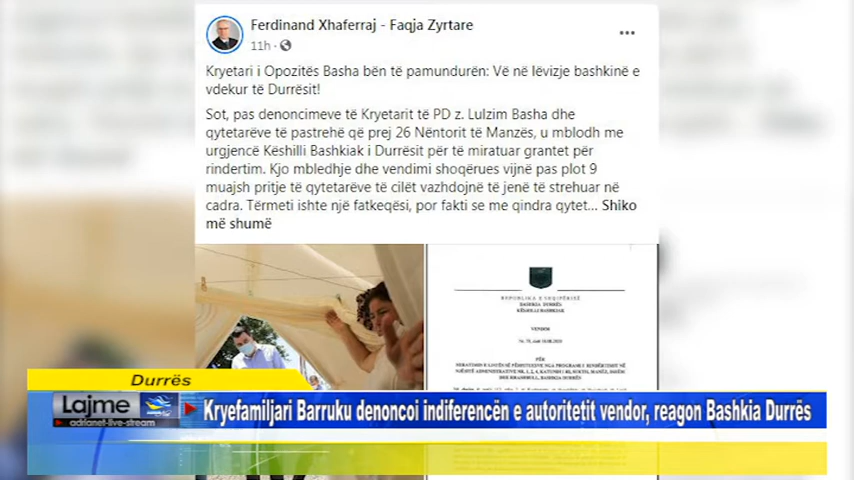 Ferdinand Xhaferraj - Faqja Zyrtare
11h
Kryetari i Opozitës Basha bën të pamundurën: Vë në lëvizje bashkinë e
vdekur të Durrësit!
Sot, pas denoncimeve të Kryetarit të PD z. Lulzim Basha dhe
qytetarëve të pastrehë që prej 26 Nëntorit të Manzës, u mblodh me
urgjencë Këshilli Bashkiak i Durrësit për të miratuar grantet për
rindertim. Kjo mbledhje dhe vendimi shoqërues vijnë pas plot 9
muajsh pritje të qytetarëve të cilët vazhdojnë të jenë të strehuar në
cadra. Tërmeti ishte një fatkeqësi, por fakti se me qindra qytet... Shiko
më shumë
REPUBLIKA E SHQIPËRISË
BASHKIA DURRËS
KËSHILLI BASHKIAK
VENDIM
PËR
Durrës
Lajme
adrianet-live-stream
Kryefamiljari Barruku denoncoi indiferencën e autoritetit vendor, reagon Bashkia Durrës